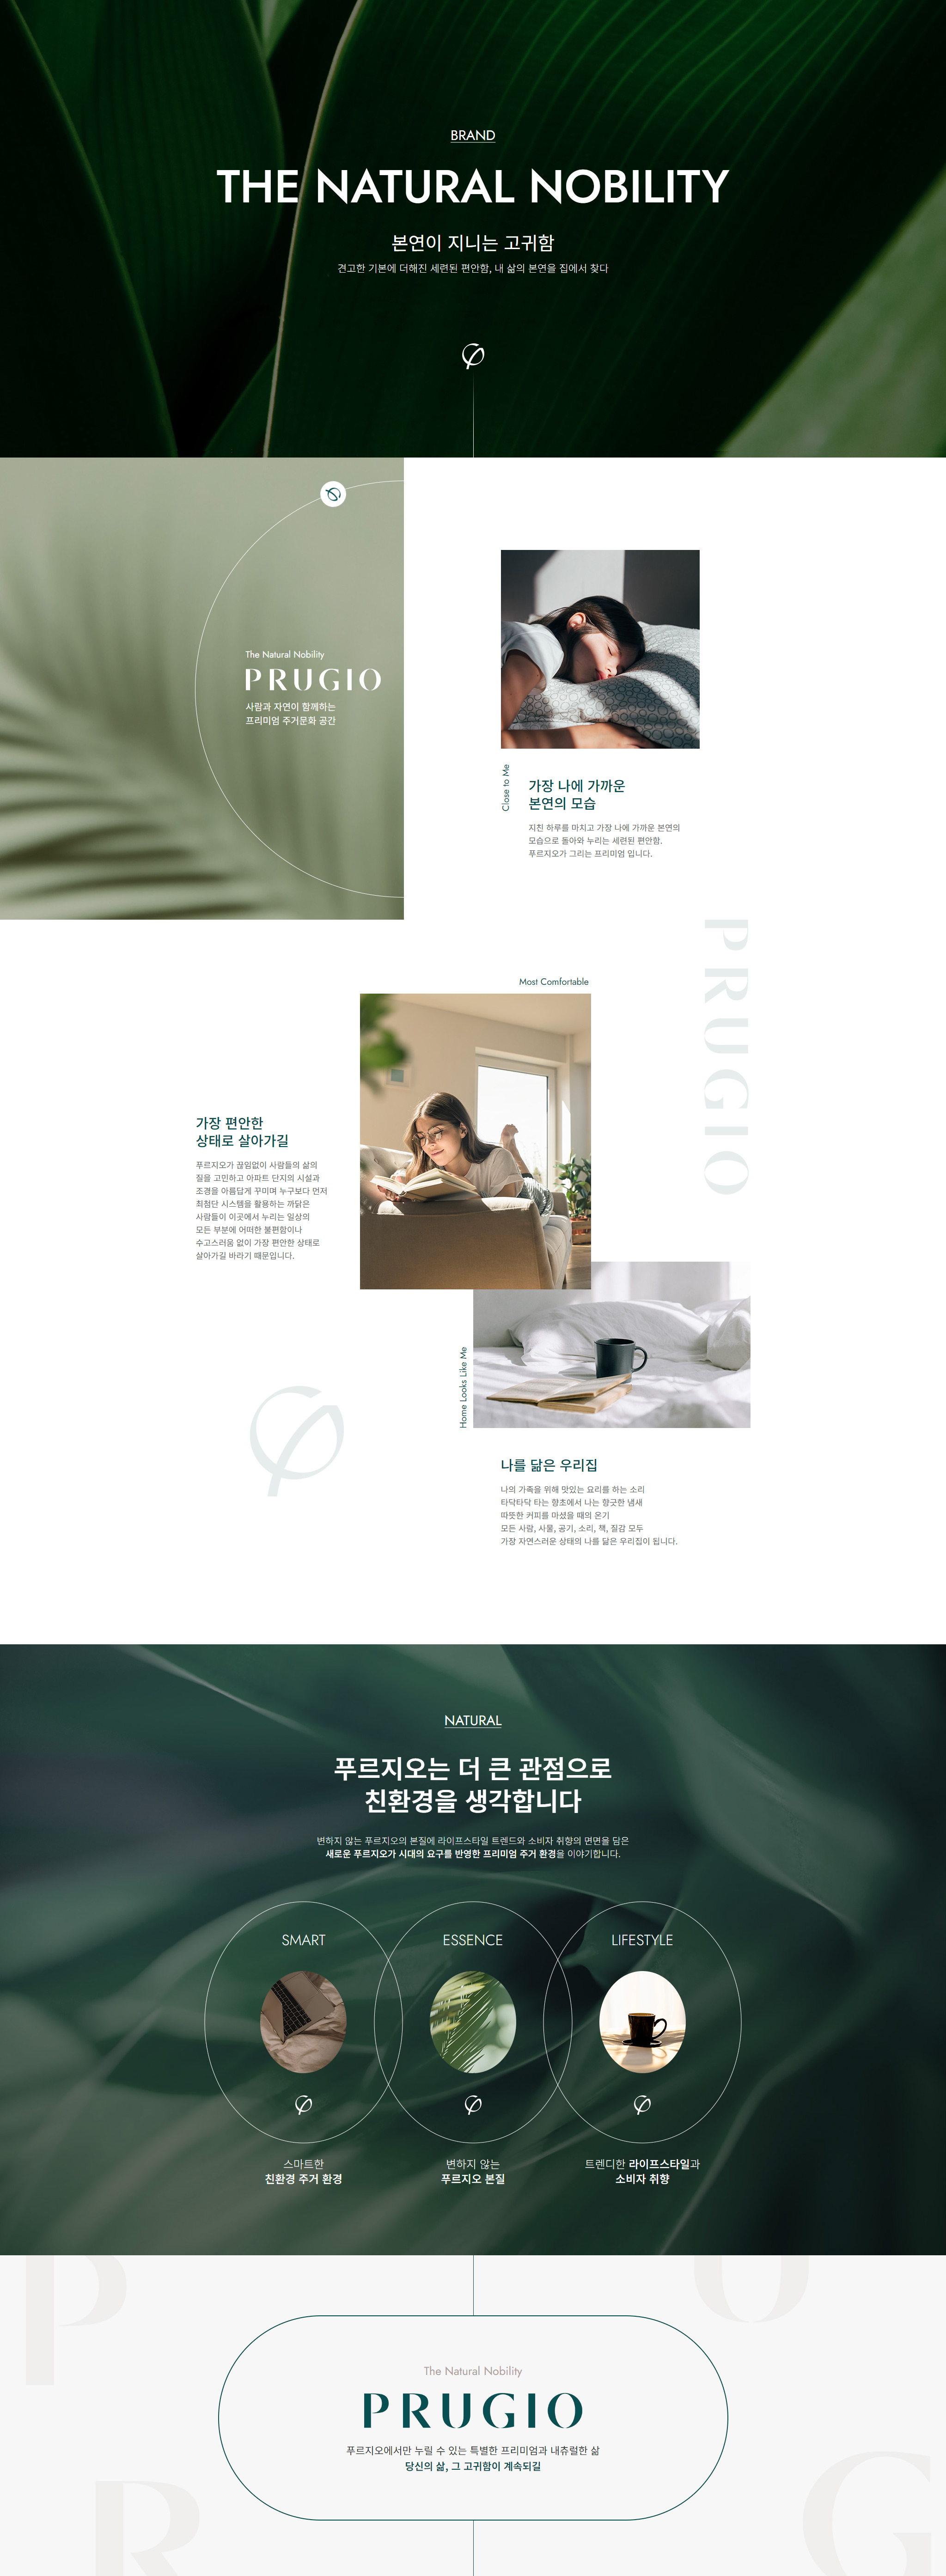 BRAND
THE NATURAL NOBILITY
본연이 지니는 고귀함
견고한 기본에 더해진 세련된 편안함, 내 삶의 본연을 집에서 찾다
The Natural Nobility
PRUGIO
사람과 자연이 함께하는
프리미엄 주거문화 공간
Close to Me
가장 나에 가까운
본연의 모습
지친 하루를 마치고 가장 나에 가까운 본연의
모습으로 돌아와 누리는 세련된 편안함.
푸르지오가 그리는 프리미엄 입니다.
PRUGIO
Most Comfortable
가장 편안한
상태로 살아가길
푸르지오가 끊임없이 사람들의 삶의
질을 고민하고 아파트 단지의 시설과
조경을 아름답게 꾸미며 누구보다 먼저
최첨단 시스템을 활용하는 까닭은
사람들이 이곳에서 누리는 일상의
모든 부분에 어떠한 불편함이나
수고스러움 없이 가장 편안한 상태로
살아가길 바라기 때문입니다.
Home Looks Like Me
나를 닮은 우리집
나의 가족을 위해 맛있는 요리를 하는 소리
타닥타닥 타는 향초에서 나는 향긋한 냄새
따뜻한 커피를 마셨을 때의 온기
모든 사람, 사물, 공기, 소리, 책, 질감 모두
가장 자연스러운 상태의 나를 닮은 우리집이 됩니다.
NATURAL
푸르지오는 더 큰 관점으로
친환경을 생각합니다
변하지 않는 푸르지오의 본질에 라이프스타일 트렌드와 소비자 취향의 면면을 담은
새로운 푸르지오가 시대의 요구를 반영한 프리미엄 주거 환경을 이야기합니다.
SMART
ESSENCE
LIFESTYLE
스마트한
친환경 주거 환경
변하지 않는
푸르지오 본질
트렌디한 라이프스타일과
소비자 취향
P
O
The Natural Nobility
PRUGIO
푸르지오에서만 누릴 수 있는 특별한 프리미엄과 내츄럴한 삶
당신의 삶, 그 고귀함이 계속되길
R
G